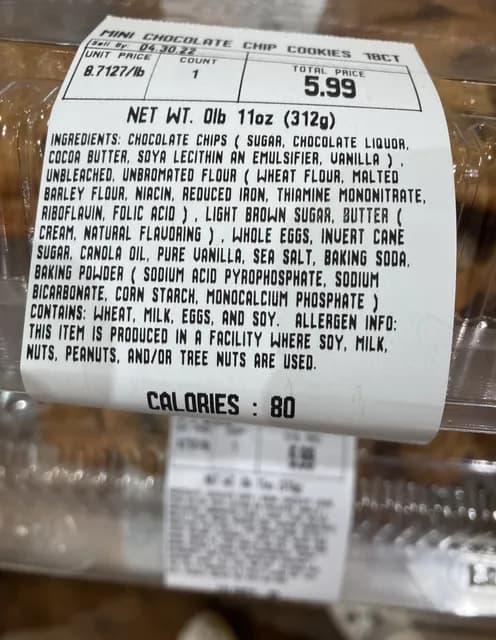 MINI CHOCOLATE CHIP COOKIES 18CT
Sell By: 04.30.22
UNIT PRICE COUNT TOTAL PRICE
8.7127/lb 1 5.99
NET WT. 0lb 11oz (312g)
INGREDIENTS: CHOCOLATE CHIPS ( SUGAR, CHOCOLATE LIQUOR,
COCOA BUTTER, SOYA LECITHIN AN EMULSIFIER, VANILLA ) ,
UNBLEACHED, UNBROMATED FLOUR ( WHEAT FLOUR, MALTED
BARLEY FLOUR, NIACIN, REDUCED IRON, THIAMINE MONONITRATE,
RIBOFLAVIN, FOLIC ACID ) , LIGHT BROWN SUGAR, BUTTER (
CREAM, NATURAL FLAVORING ) , WHOLE EGGS, INVERT CANE
SUGAR, CANOLA OIL, PURE VANILLA, SEA SALT, BAKING SODA,
BAKING POWDER ( SODIUM ACID PYROPHOSPHATE, SODIUM
BICARBONATE, CORN STARCH, MONOCALCIUM PHOSPHATE )
CONTAINS: WHEAT, MILK, EGGS, AND SOY. ALLERGEN INFO:
THIS ITEM IS PRODUCED IN A FACILITY WHERE SOY, MILK,
NUTS, PEANUTS, AND/OR TREE NUTS ARE USED.
CALORIES : 80